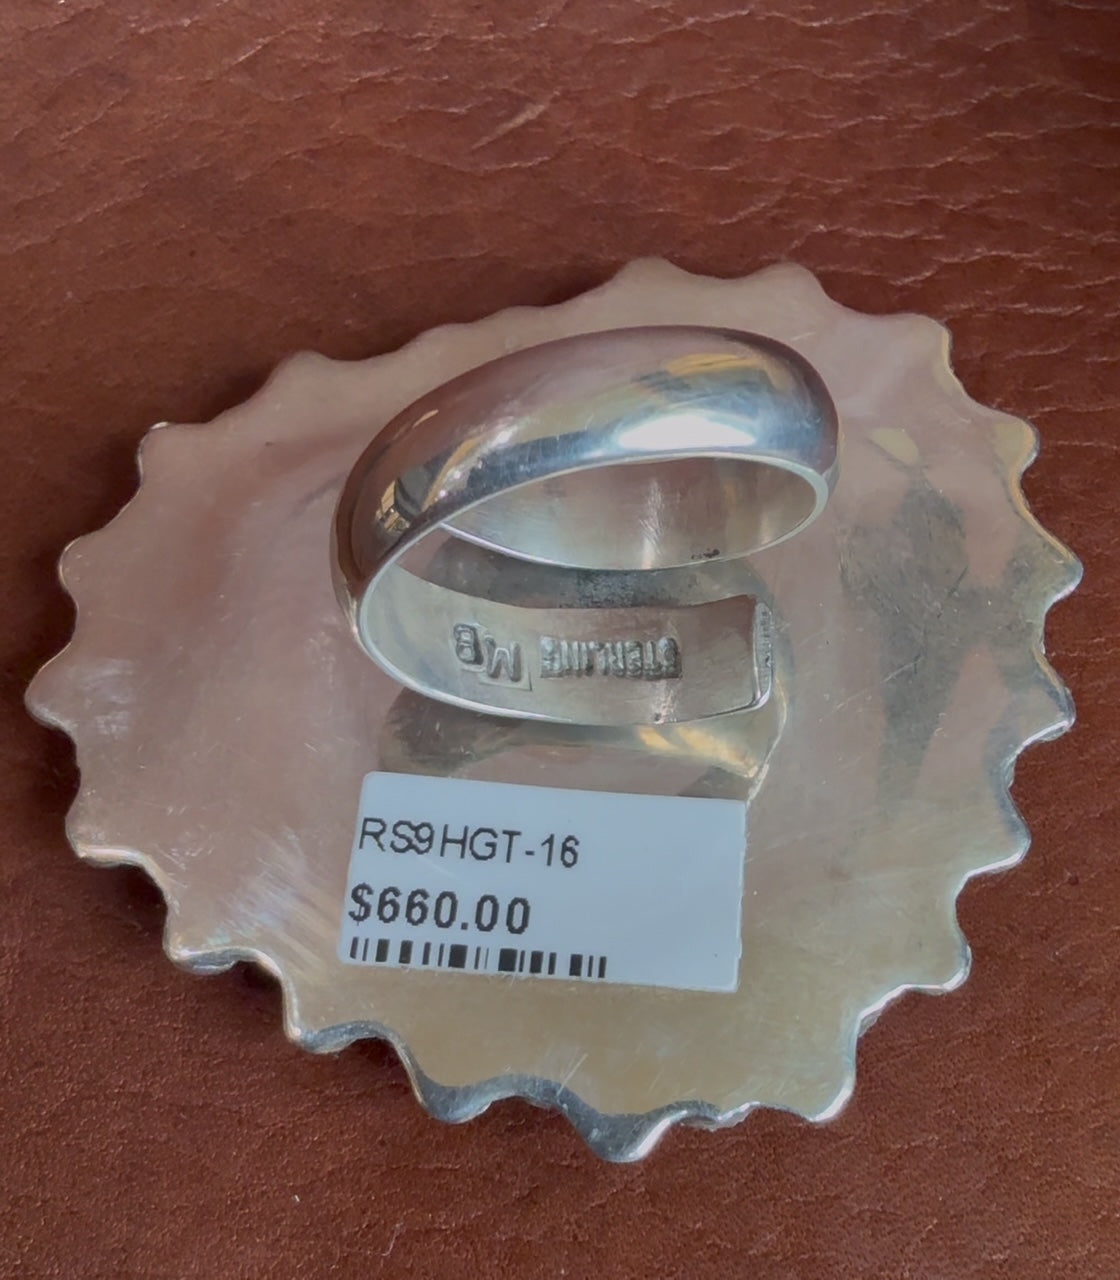 MB STERLING
RS9HGT-16
$660.00